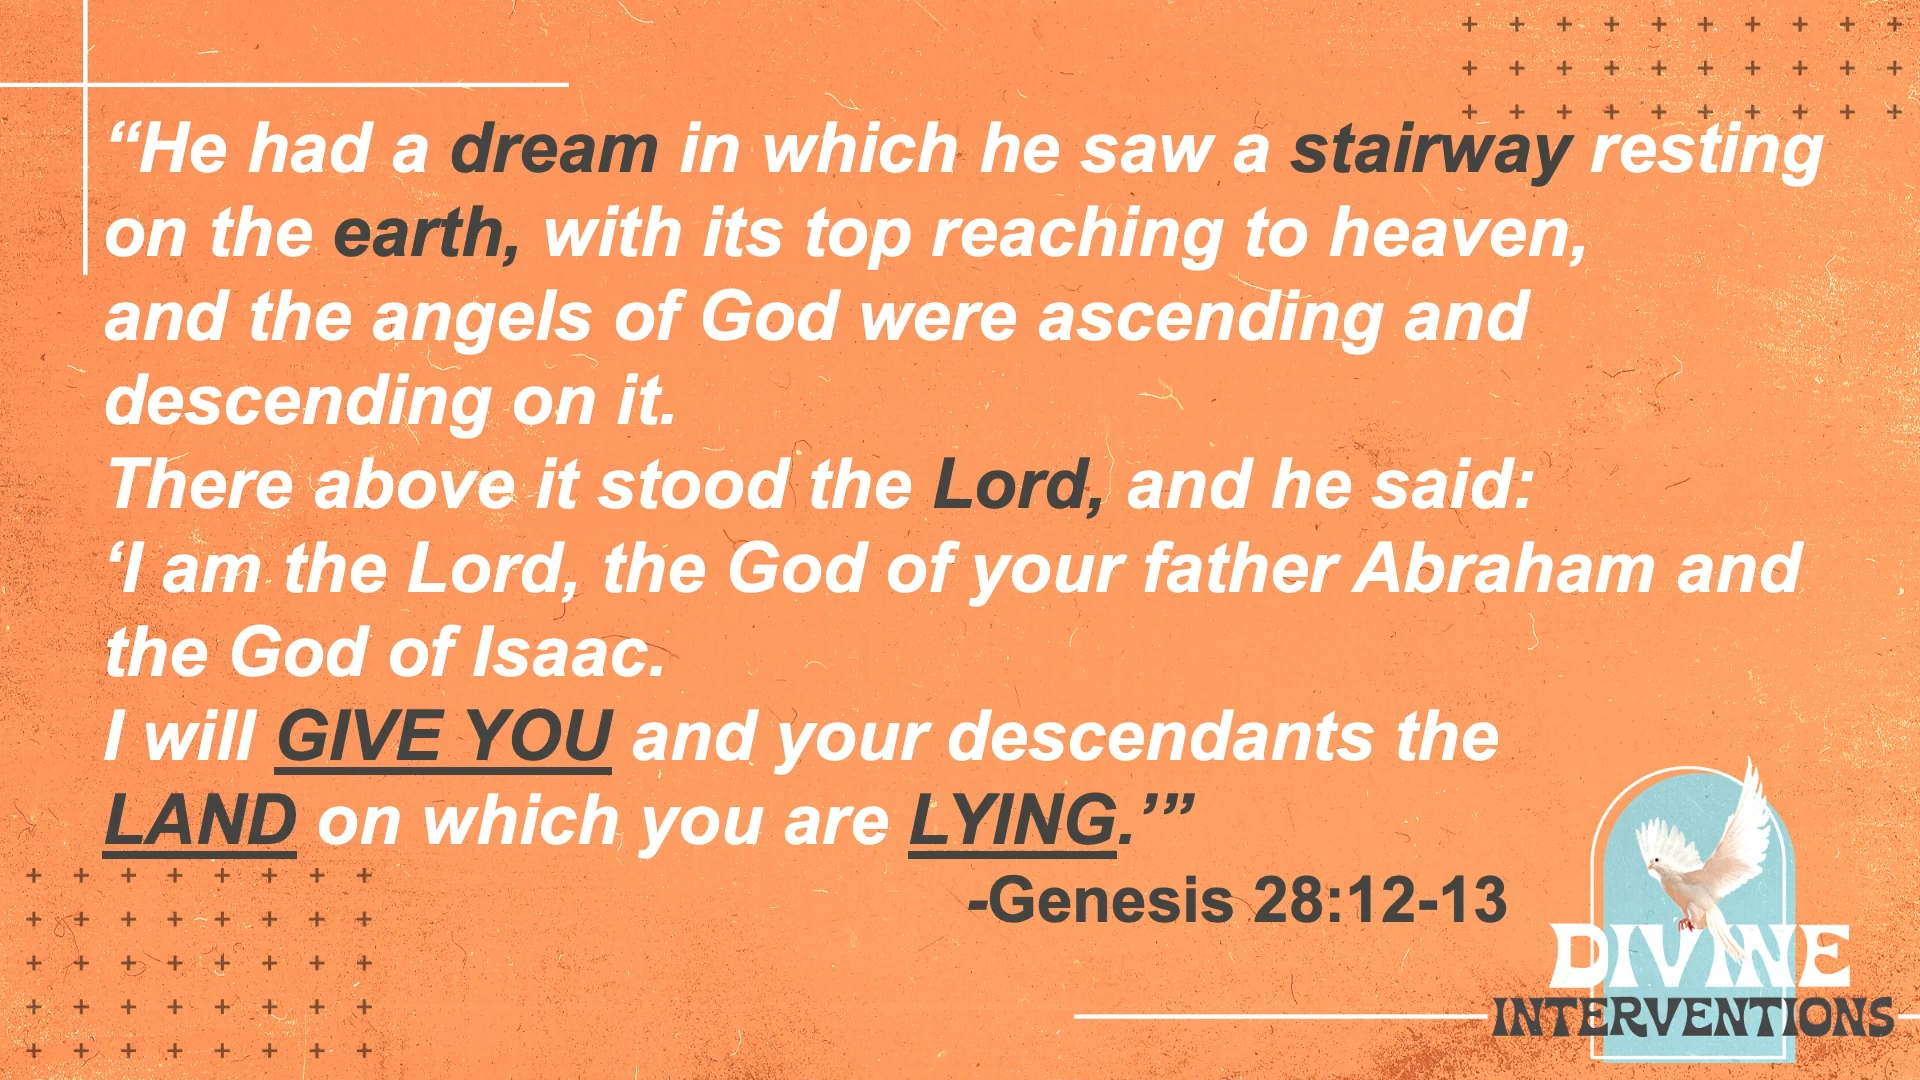 “He had a dream in which he saw a stairway resting
on the earth, with its top reaching to heaven,
and the angels of God were ascending and
descending on it.
There above it stood the Lord, and he said:
‘I am the Lord, the God of your father Abraham and
the God of Isaac.
I will GIVE YOU and your descendants the
LAND on which you are LYING.’”
-Genesis 28:12-13
DIVINE
INTERVENTIONS